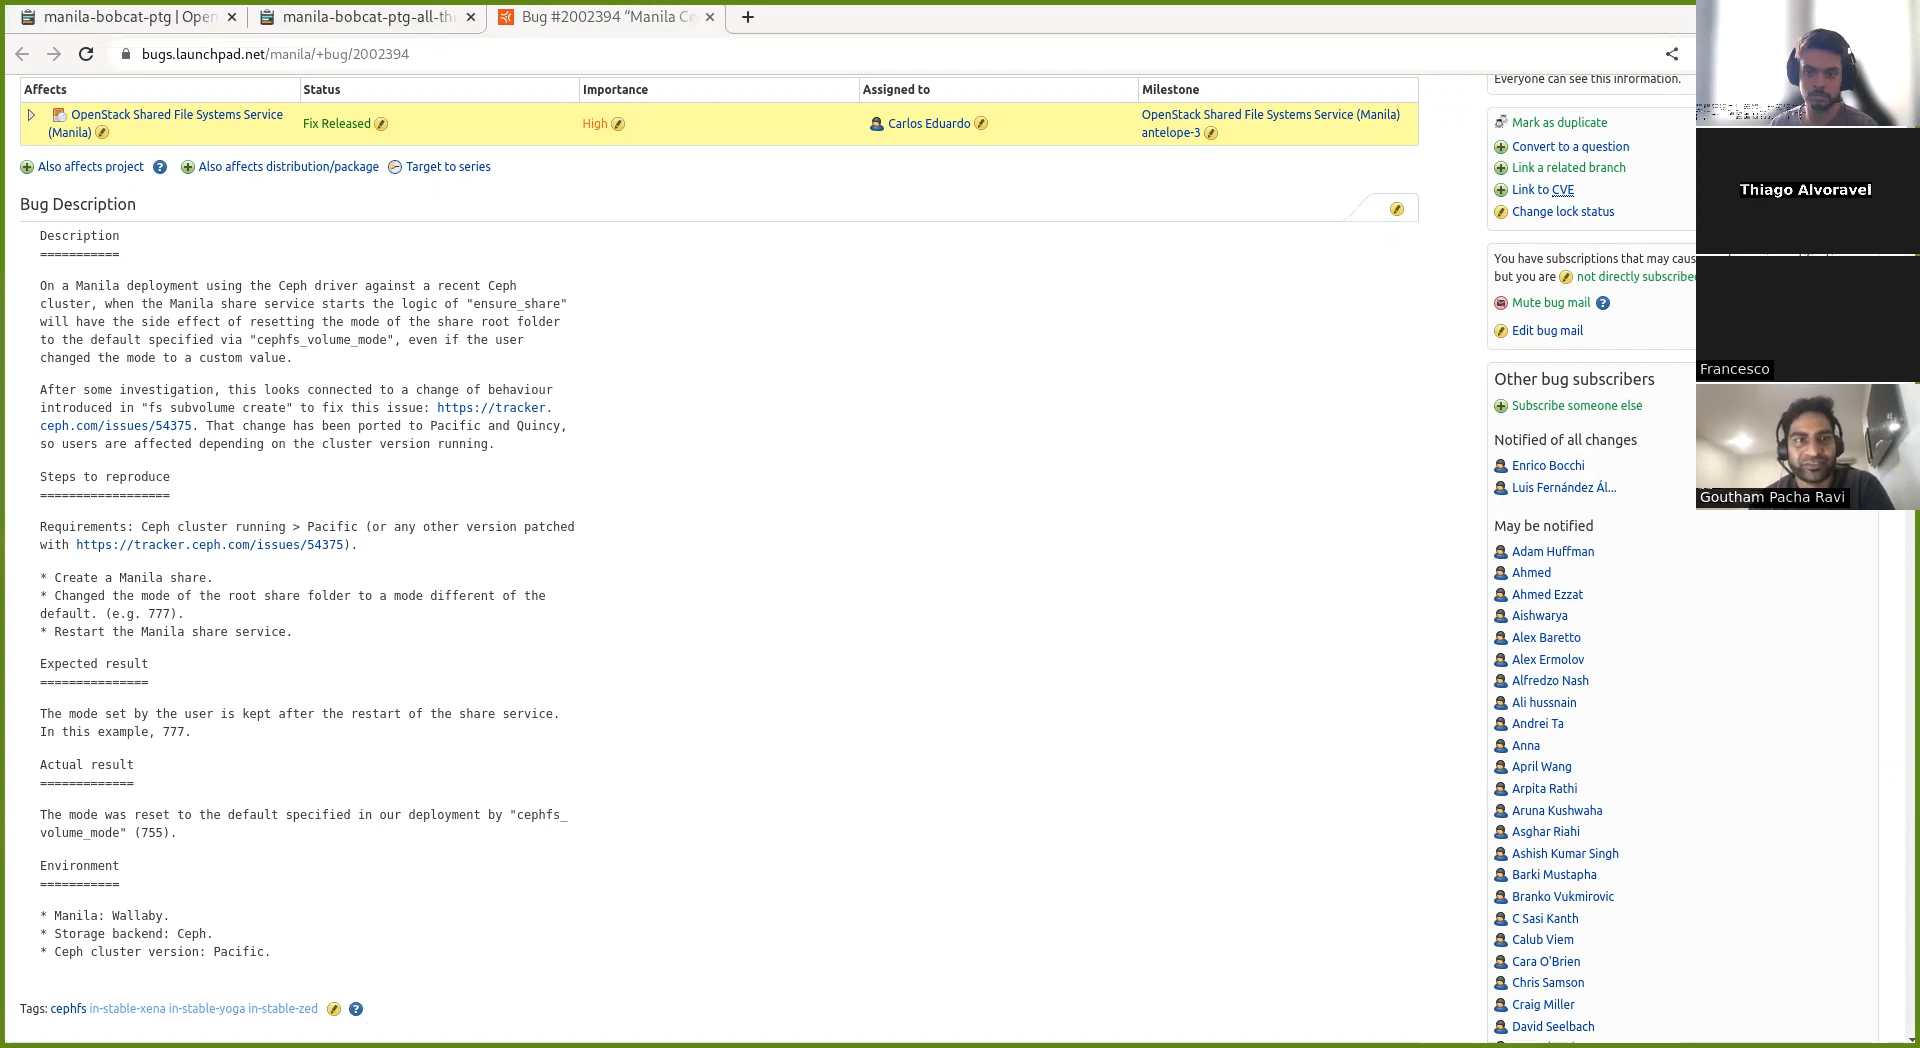 manila-bobcat-ptg | Open
manila-bobcat-ptg-all-th
Bug #2002394 “Manila Ce
bugs.launchpad.net/manila/+bug/2002394
Affects Status Importance Assigned to Milestone
OpenStack Shared File Systems Service (Manila) Fix Released High Carlos Eduardo OpenStack Shared File Systems Service (Manila) antelope-3
Also affects project Also affects distribution/package Target to series
Bug Description
Description
===========
On a Manila deployment using the Ceph driver against a recent Ceph
cluster, when the Manila share service starts the logic of "ensure_share"
will have the side effect of resetting the mode of the share root folder
to the default specified via "cephfs_volume_mode", even if the user
changed the mode to a custom value.
After some investigation, this looks connected to a change of behaviour
introduced in "fs subvolume create" to fix this issue: https://tracker.
ceph.com/issues/54375. That change has been ported to Pacific and Quincy,
so users are affected depending on the cluster version running.
Steps to reproduce
==================
Requirements: Ceph cluster running > Pacific (or any other version patched
with https://tracker.ceph.com/issues/54375).
* Create a Manila share.
* Changed the mode of the root share folder to a mode different of the
default. (e.g. 777).
* Restart the Manila share service.
Expected result
===============
The mode set by the user is kept after the restart of the share service.
In this example, 777.
Actual result
=============
The mode was reset to the default specified in our deployment by "cephfs_
volume_mode" (755).
Environment
===========
* Manila: Wallaby.
* Storage backend: Ceph.
* Ceph cluster version: Pacific.
Tags: cephfs in-stable-xena in-stable-yoga in-stable-zed
Everyone can see this information.
Mark as duplicate
Convert to a question
Link a related branch
Link to CVE
Change lock status
You have subscriptions that may caus
but you are not directly subscribed
Mute bug mail
Edit bug mail
Other bug subscribers
Subscribe someone else
Notified of all changes
Enrico Bocchi
Luis Fernández Ál...
May be notified
Adam Huffman
Ahmed
Ahmed Ezzat
Aishwarya
Alex Baretto
Alex Ermolov
Alfredzo Nash
Ali hussnain
Andrei Ta
Anna
April Wang
Arpita Rathi
Aruna Kushwaha
Asghar Riahi
Ashish Kumar Singh
Barki Mustapha
Branko Vukmirovic
C Sasi Kanth
Calub Viem
Cara O'Brien
Chris Samson
Craig Miller
David Seelbach
Thiago Alvoravel
Francesco
Goutham Pacha Ravi